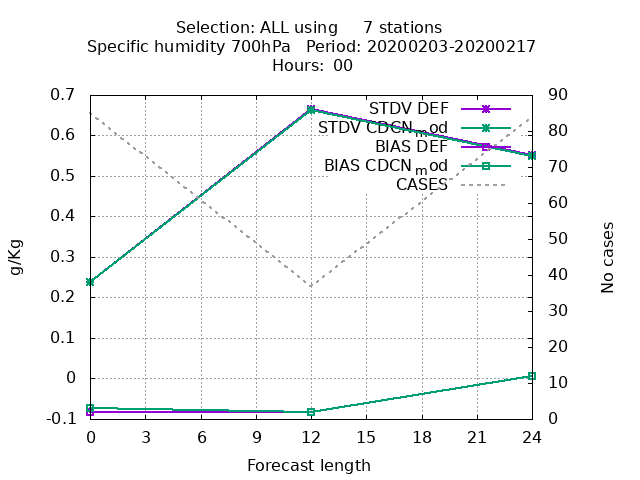 Selection: ALL using 7 stations
Specific humidity 700hPa Period: 20200203-20200217
Hours: 00
0.7
0.6
0.5
0.4
0.3
0.2
0.1
0
-0.1
g/Kg
STDV DEF
STDV CDCN_mod
BIAS DEF
BIAS CDCN_mod
CASES
90
80
70
60
50
40
30
20
10
0
No cases
0 3 6 9 12 15 18 21 24
Forecast length